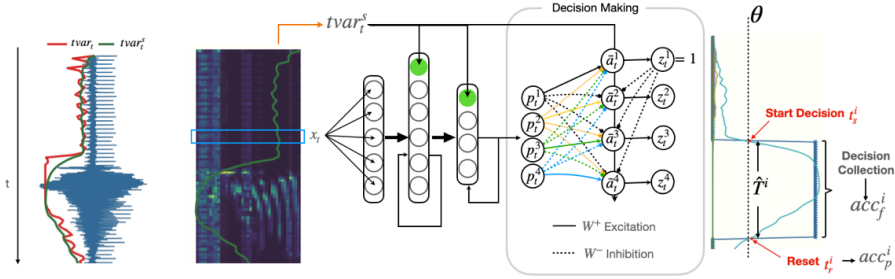 t
tvar_t
tvar_t^s
tvar_t^s
x_t
Decision Making
p_t^1
p_t^2
p_t^3
p_t^4
ā_t^1
ā_t^2
ā_t^3
ā_t^4
z_t^1 = 1
z_t^2
z_t^3
z_t^4
W^+ Excitation
W^- Inhibition
θ
Start Decision t_s^i
T̂^i
Decision
Collection
acc_f^i
Reset t_r^i
acc_p^i